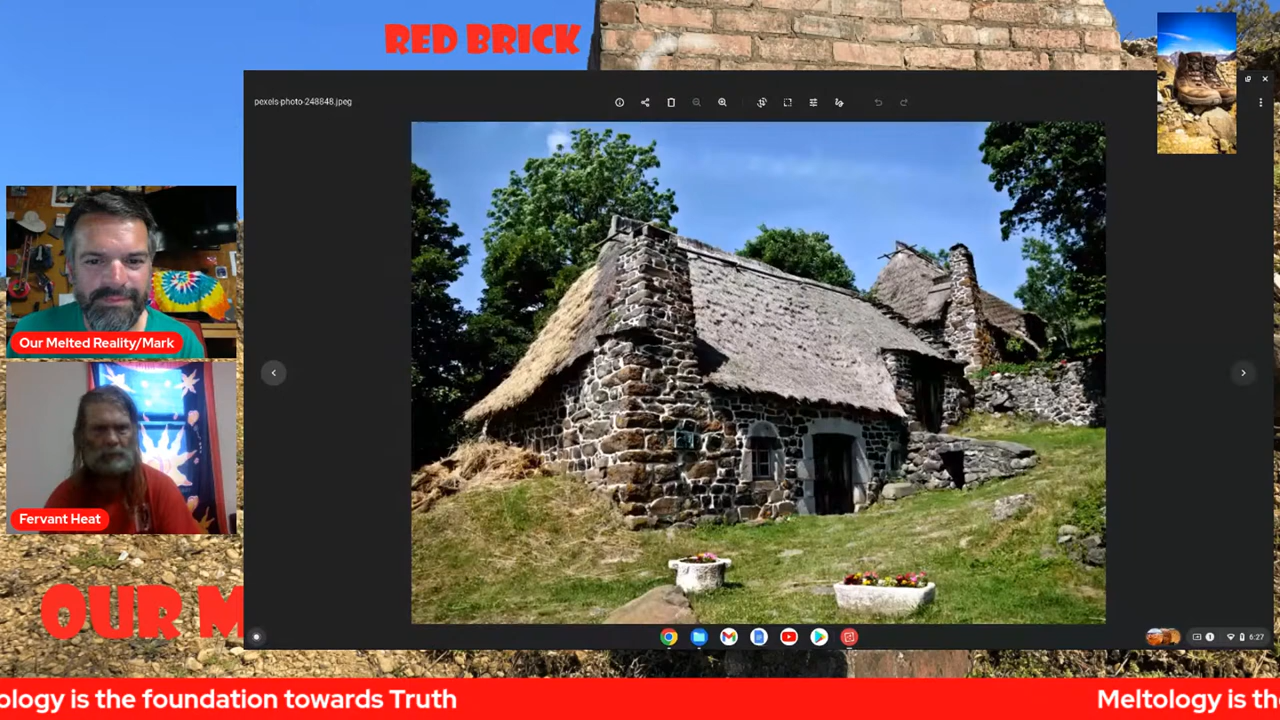 RED BRICK
pexels-photo-248848.jpeg
Our Melted Reality/Mark
Fervant Heat
OUR M
6:27
ology is the foundation towards Truth
Meltology is the